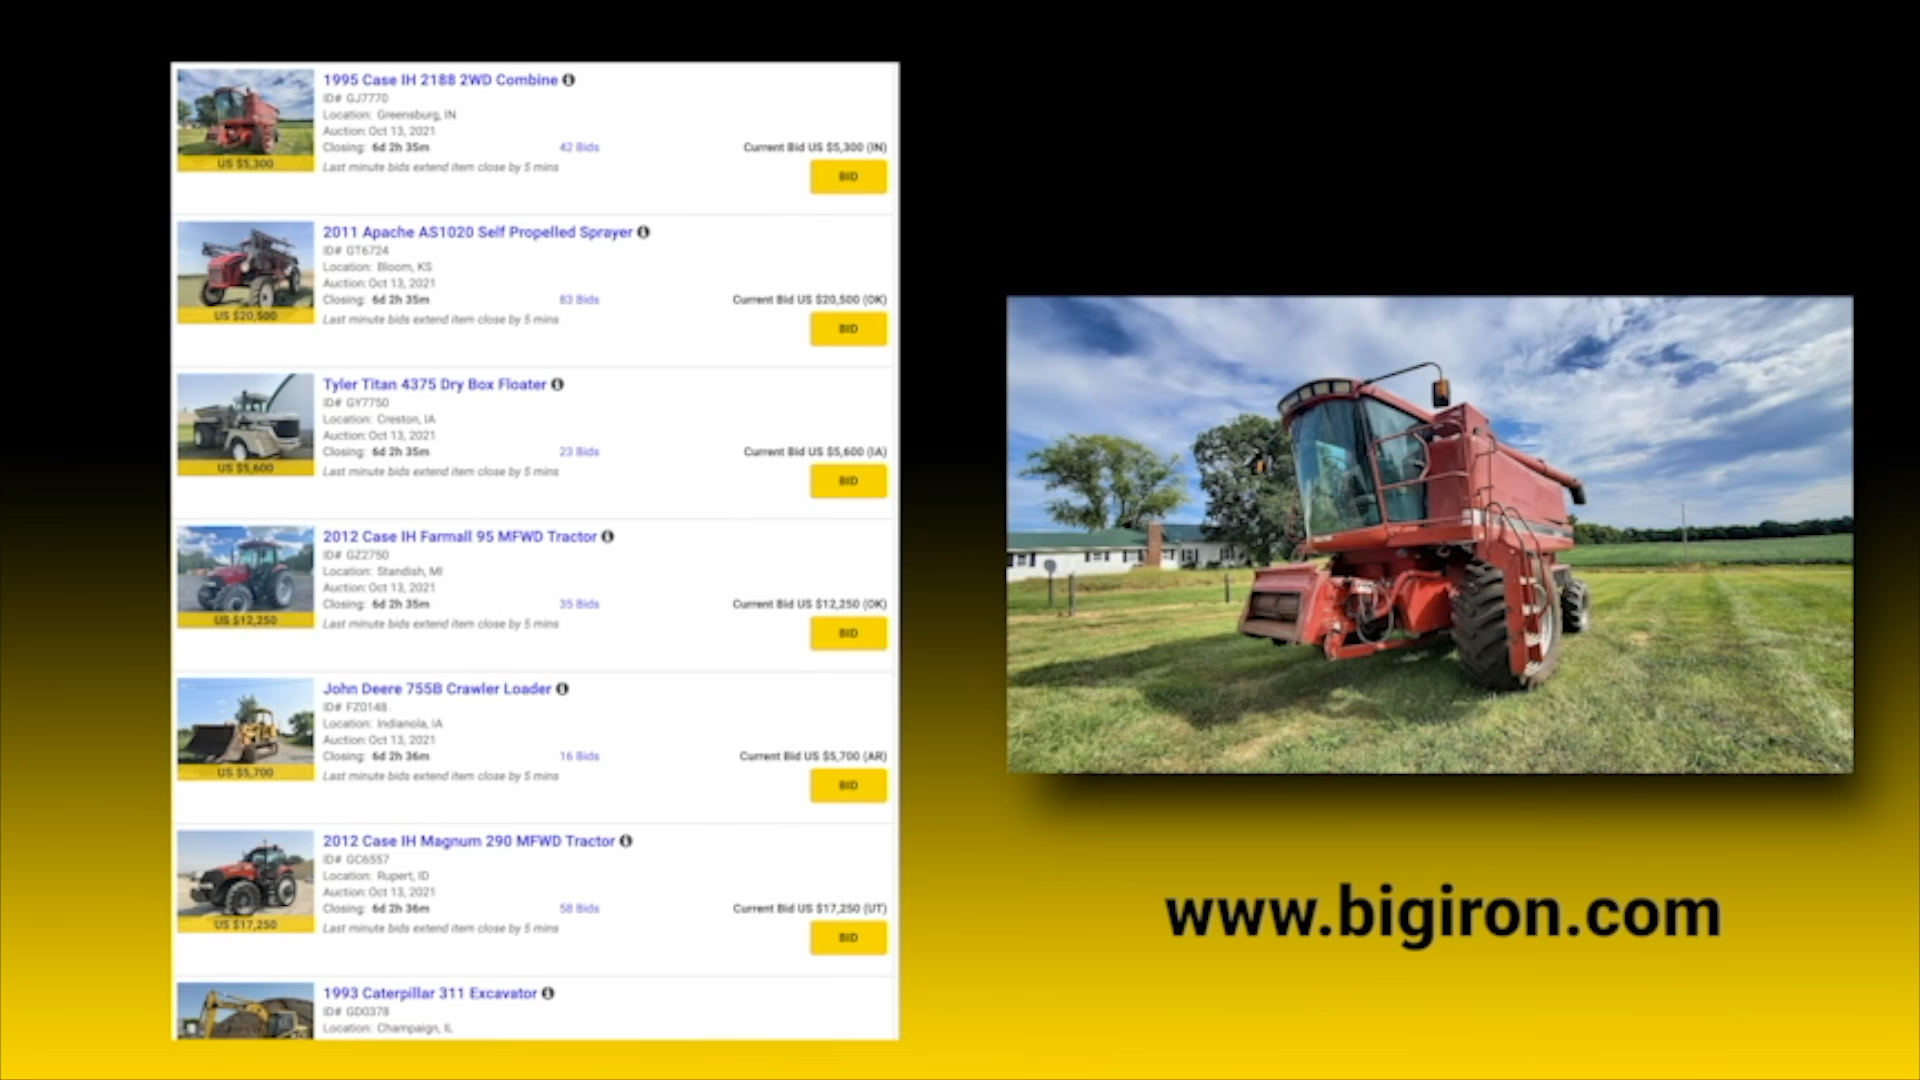 1995 Case IH 2188 2WD Combine
ID# GJ7770
Location: Greensburg, IN
Auction: Oct 13, 2021
Closing: 6d 2h 35m 42 Bids Current Bid US $5,300 (IN)
US $5,300
Last minute bids extend item close by 5 mins
BID
2011 Apache AS1020 Self Propelled Sprayer
ID# GT6724
Location: Bloom, KS
Auction: Oct 13, 2021
Closing: 6d 2h 35m 83 Bids Current Bid US $20,500 (OK)
US $20,500
Last minute bids extend item close by 5 mins
BID
Tyler Titan 4375 Dry Box Floater
ID# GY7750
Location: Creston, IA
Auction: Oct 13, 2021
Closing: 6d 2h 35m 23 Bids Current Bid US $5,600 (IA)
US $5,600
Last minute bids extend item close by 5 mins
BID
2012 Case IH Farmall 95 MFWD Tractor
ID# GZ2750
Location: Standish, MI
Auction: Oct 13, 2021
Closing: 6d 2h 35m 35 Bids Current Bid US $12,250 (OK)
US $12,250
Last minute bids extend item close by 5 mins
BID
John Deere 755B Crawler Loader
ID# FZ0148
Location: Indianola, IA
Auction: Oct 13, 2021
Closing: 6d 2h 36m 16 Bids Current Bid US $5,700 (AR)
US $5,700
Last minute bids extend item close by 5 mins
BID
2012 Case IH Magnum 290 MFWD Tractor
ID# GC6557
Location: Rupert, ID
Auction: Oct 13, 2021
Closing: 6d 2h 36m 58 Bids Current Bid US $17,250 (UT)
US $17,250
Last minute bids extend item close by 5 mins
BID
1993 Caterpillar 311 Excavator
ID# GD0378
Location: Champaign, IL
www.bigiron.com